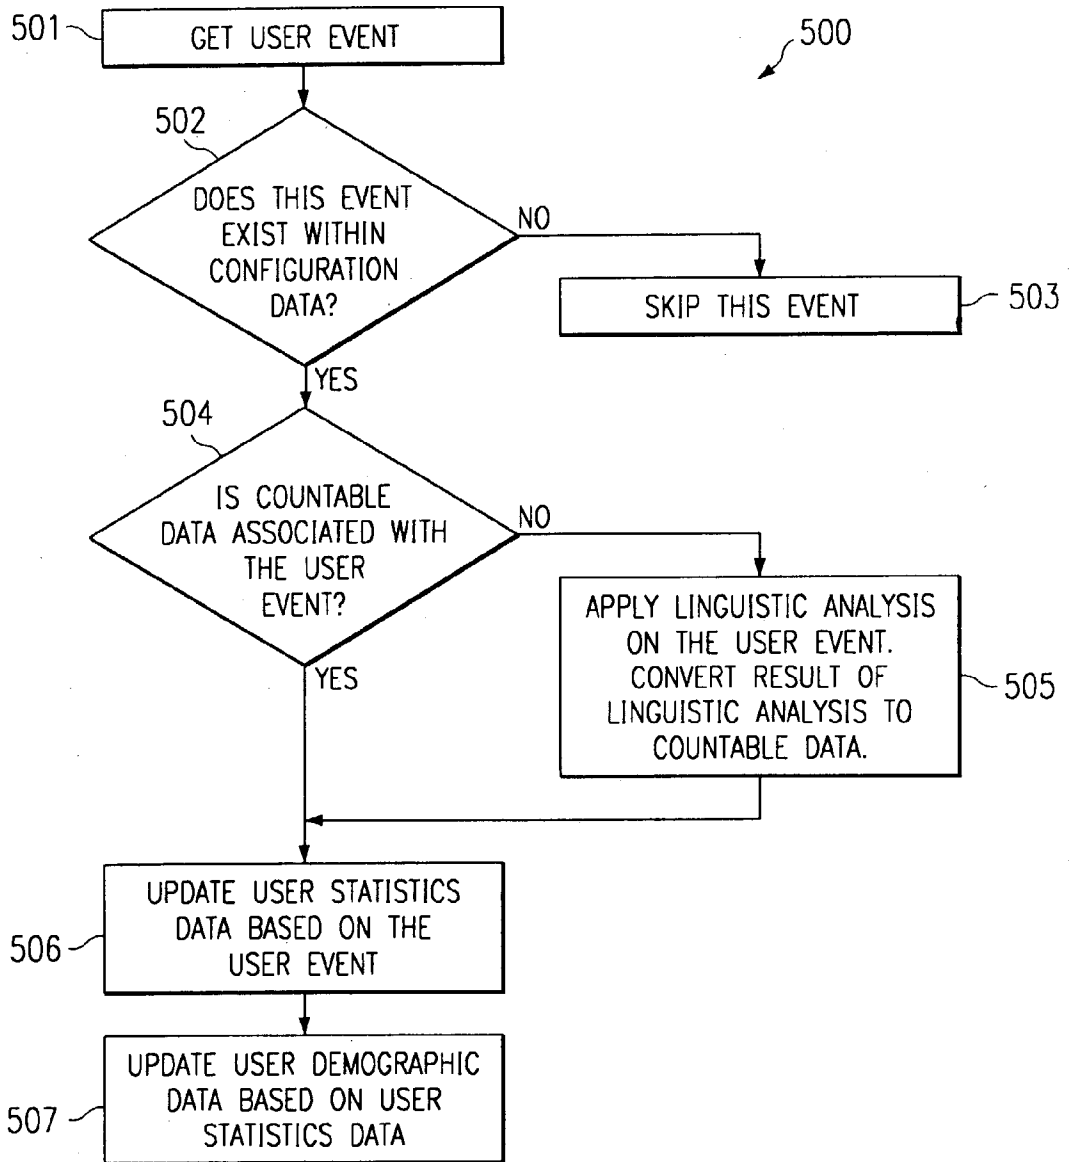 501
GET USER EVENT
500
502
DOES THIS EVENT
EXIST WITHIN
CONFIGURATION
DATA?
NO
SKIP THIS EVENT
503
YES
504
IS COUNTABLE
DATA ASSOCIATED WITH
THE USER
EVENT?
NO
APPLY LINGUISTIC ANALYSIS
ON THE USER EVENT.
CONVERT RESULT OF
LINGUISTIC ANALYSIS TO
COUNTABLE DATA.
505
YES
UPDATE USER STATISTICS
DATA BASED ON THE
USER EVENT
506
UPDATE USER DEMOGRAPHIC
DATA BASED ON USER
STATISTICS DATA
507